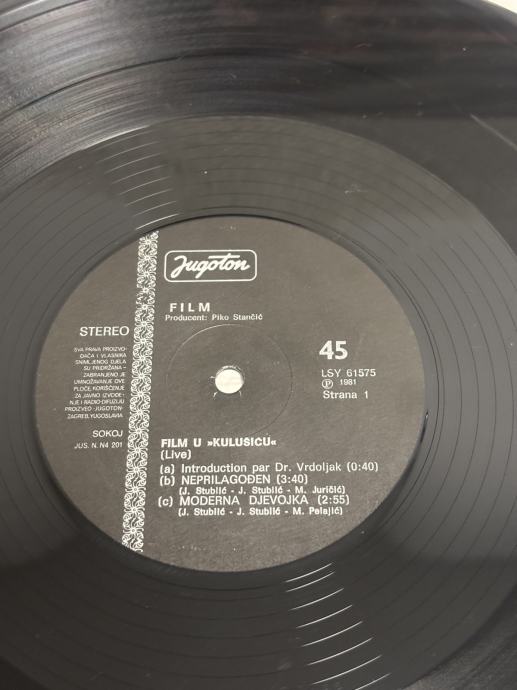 Jugoton
FILM
Producent: Piko Stančić
STEREO
SVA PRAVA PROIZVO-
ĐAČA I VLASNIKA
SNIMLJENOG DJELA
SU PRIDRŽANA –
ZABRANJENO JE
UMNOŽAVANJE OVE
PLOČE, KORIŠĆENJE
ZA JAVNO IZVOĐE-
NJE I RADIO-DIFUZIJU
PROIZVEO »JUGOTON«
ZAGREB, YUGOSLAVIA
SOKOJ
JUS. N. N4 201
45
LSY 61575
Ⓟ 1981
Strana 1
FILM U »KULUŠIĆU«
(Live)
(a) Introduction par Dr. Vrdoljak (0:40)
(b) NEPRILAGOĐEN (3:40)
(J. Stublić - J. Stublić - M. Juričić)
(c) MODERNA DJEVOJKA (2:55)
(J. Stublić - J. Stublić - M. Pelajić)